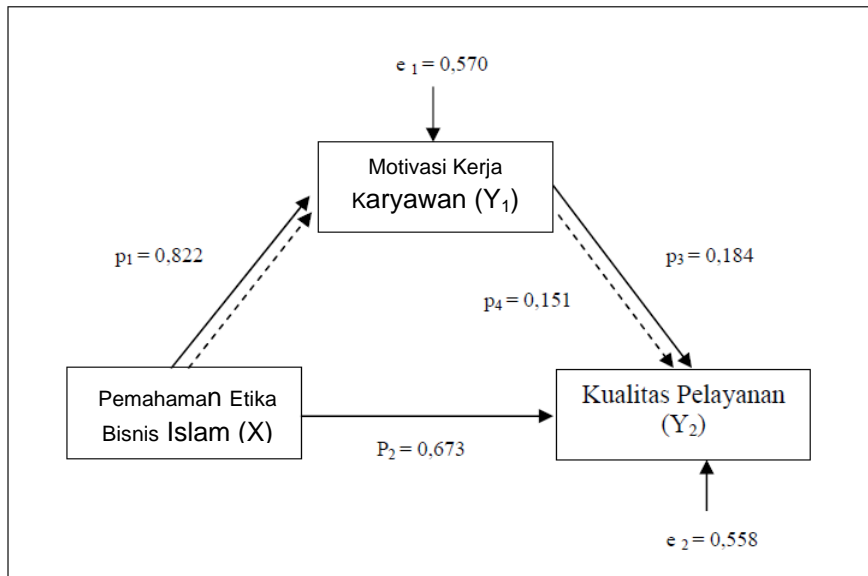 e 1 = 0,570
Motivasi Kerja
Karyawan (Y1)
p1 = 0,822
p3 = 0,184
p4 = 0,151
Pemahaman Etika
Bisnis Islam (X)
Kualitas Pelayanan
(Y2)
P2 = 0,673
e 2 = 0,558